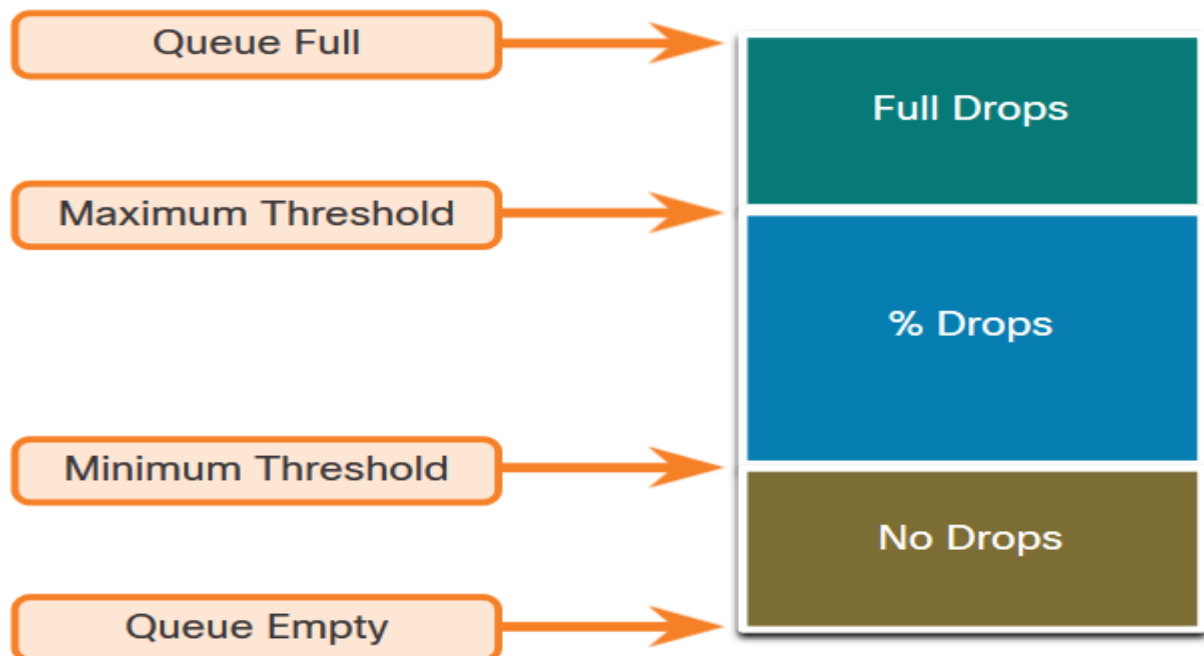 Queue Full
Full Drops
Maximum Threshold
% Drops
Minimum Threshold
No Drops
Queue Empty